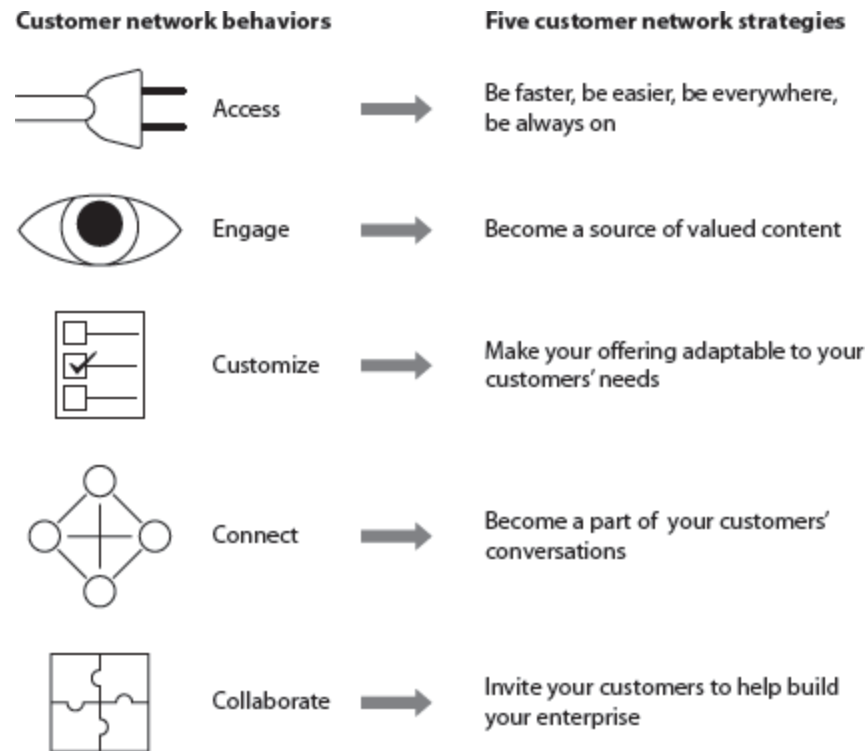 Customer network behaviors
Five customer network strategies
Access
Be faster, be easier, be everywhere,
be always on
Engage
Become a source of valued content
Customize
Make your offering adaptable to your
customers’ needs
Connect
Become a part of your customers’
conversations
Collaborate
Invite your customers to help build
your enterprise